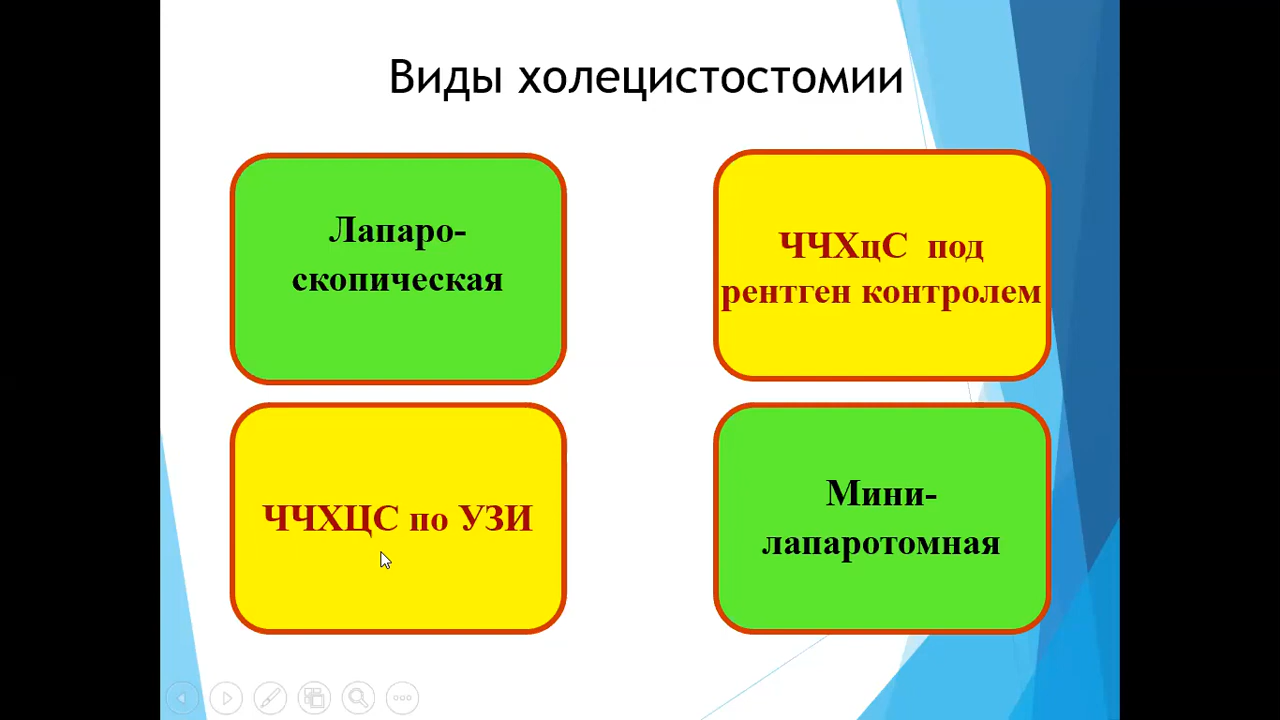 Виды холецистостомии
Лапаро-
скопическая
ЧЧХцС под
рентген контролем
ЧЧХЦС по УЗИ
Мини-
лапаротомная